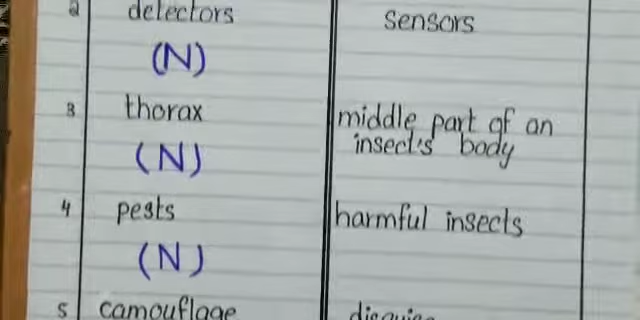 2 detectors sensors
(N)
3 thorax middle part of an
insect's body
(N)
4 pests harmful insects
(N)
5 camouflage